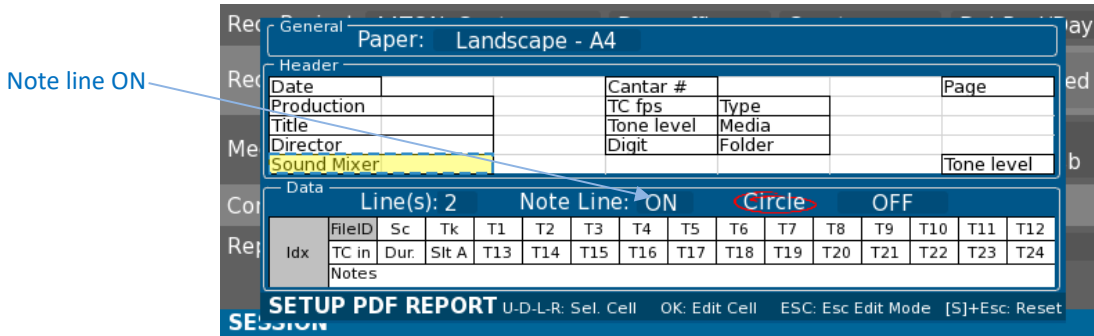 General
Paper: Landscape - A4
Header
Note line ON
Date Cantar # Page
Production TC fps Type
Title Tone level Media
Director Digit Folder
Sound Mixer Tone level
Data
Line(s): 2 Note Line: ON Circle OFF
Idx
FileID Sc Tk T1 T2 T3 T4 T5 T6 T7 T8 T9 T10 T11 T12
TC in Dur. Slt A T13 T14 T15 T16 T17 T18 T19 T20 T21 T22 T23 T24
Notes
SETUP PDF REPORT U-D-L-R: Sel. Cell OK: Edit Cell ESC: Esc Edit Mode [S]+Esc: Reset
SESSION